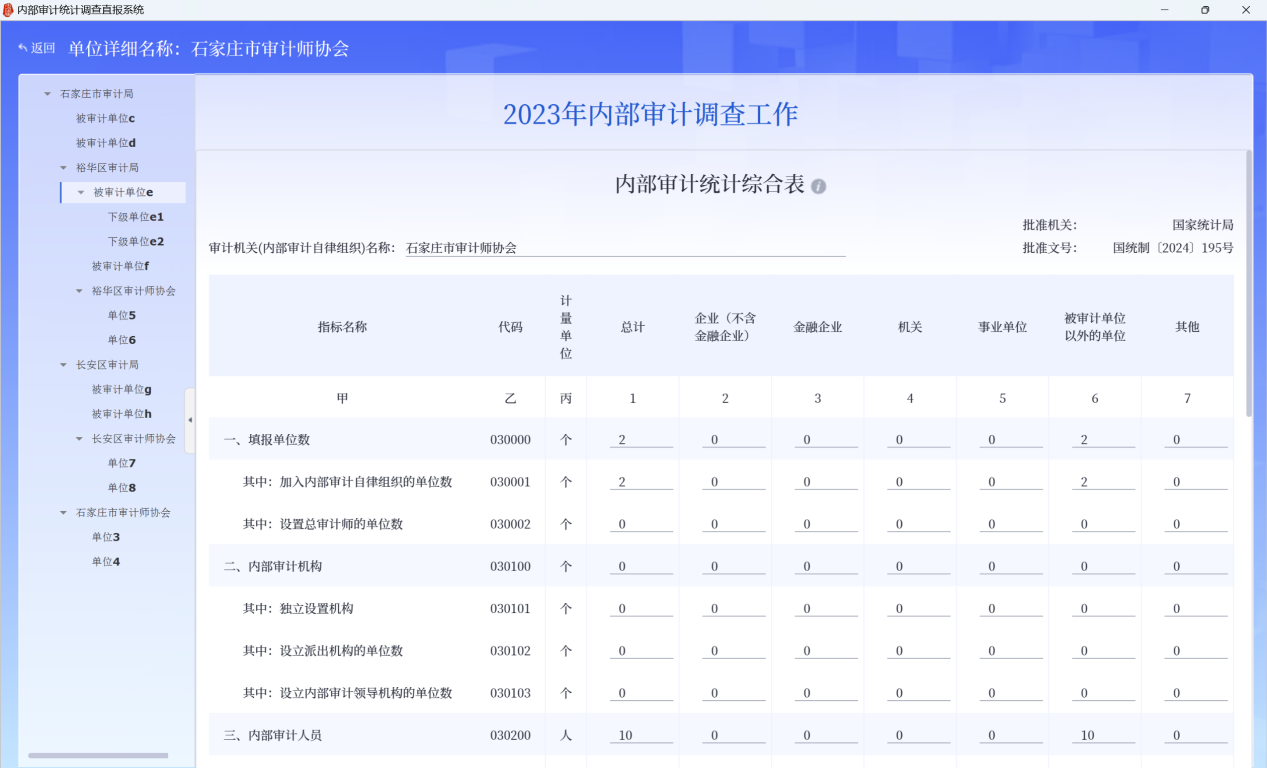 内部审计统计调查直报系统
返回 单位详细名称：石家庄市审计师协会
石家庄市审计局
被审计单位c
被审计单位d
裕华区审计局
被审计单位e
下级单位e1
下级单位e2
被审计单位f
裕华区审计师协会
单位5
单位6
长安区审计局
被审计单位g
被审计单位h
长安区审计师协会
单位7
单位8
石家庄市审计师协会
单位3
单位4
2023年内部审计调查工作
内部审计统计综合表
批准机关： 国家统计局
审计机关(内部审计自律组织)名称： 石家庄市审计师协会 批准文号： 国统制〔2024〕195号
指标名称 代码 计量单位 总计 企业（不含金融企业） 金融企业 机关 事业单位 被审计单位以外的单位 其他
甲 乙 丙 1 2 3 4 5 6 7
一、填报单位数 030000 个 2 0 0 0 0 2 0
其中：加入内部审计自律组织的单位数 030001 个 2 0 0 0 0 2 0
其中：设置总审计师的单位数 030002 个 0 0 0 0 0 0 0
二、内部审计机构 030100 个 0 0 0 0 0 0 0
其中：独立设置机构 030101 个 0 0 0 0 0 0 0
其中：设立派出机构的单位数 030102 个 0 0 0 0 0 0 0
其中：设立内部审计领导机构的单位数 030103 个 0 0 0 0 0 0 0
三、内部审计人员 030200 人 10 0 0 0 0 10 0